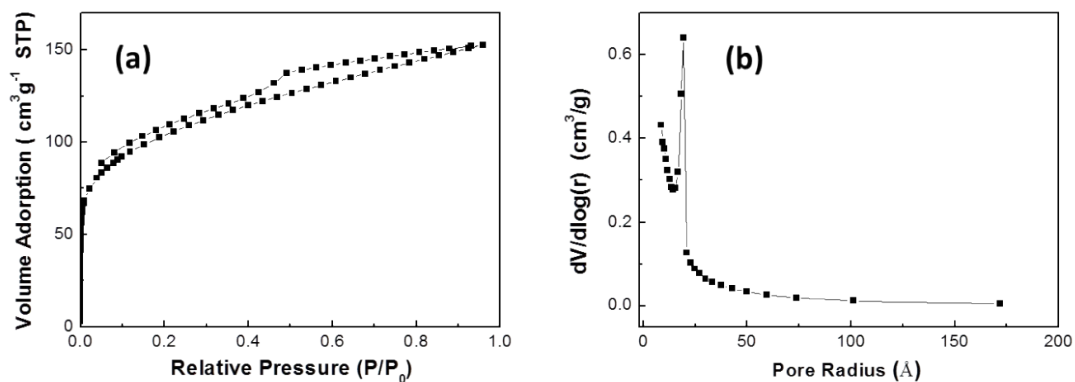 (a)
Volume Adorption ( cm³g⁻¹ STP)
150
100
50
0
0.0 0.2 0.4 0.6 0.8 1.0
Relative Pressure (P/P₀)
(b)
dV/dlog(r) (cm³/g)
0.6
0.4
0.2
0.0
0 50 100 150 200
Pore Radius (Å)